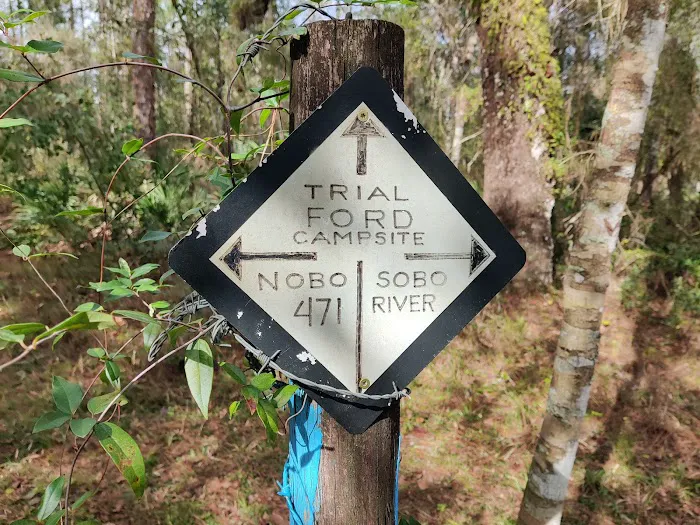 TRIAL
FORD
CAMPSITE
NOBO SOBO
471 RIVER